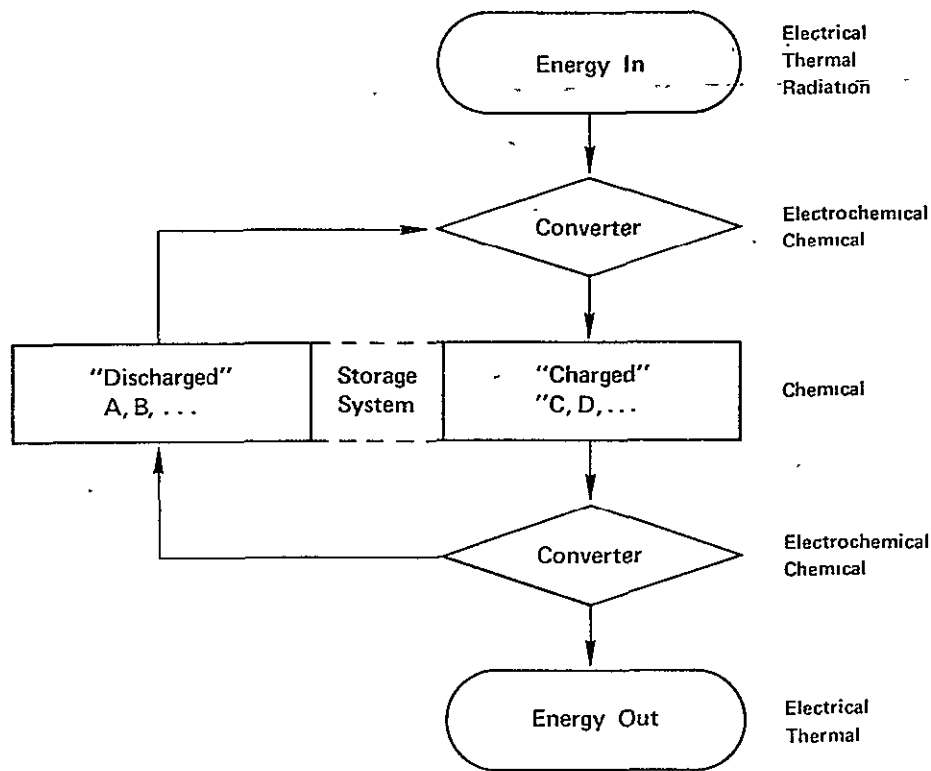 Energy In
Electrical
Thermal
Radiation
Converter
Electrochemical
Chemical
"Discharged"
A, B, . . .
Storage
System
"Charged"
"C, D, . . .
Chemical
Converter
Electrochemical
Chemical
Energy Out
Electrical
Thermal